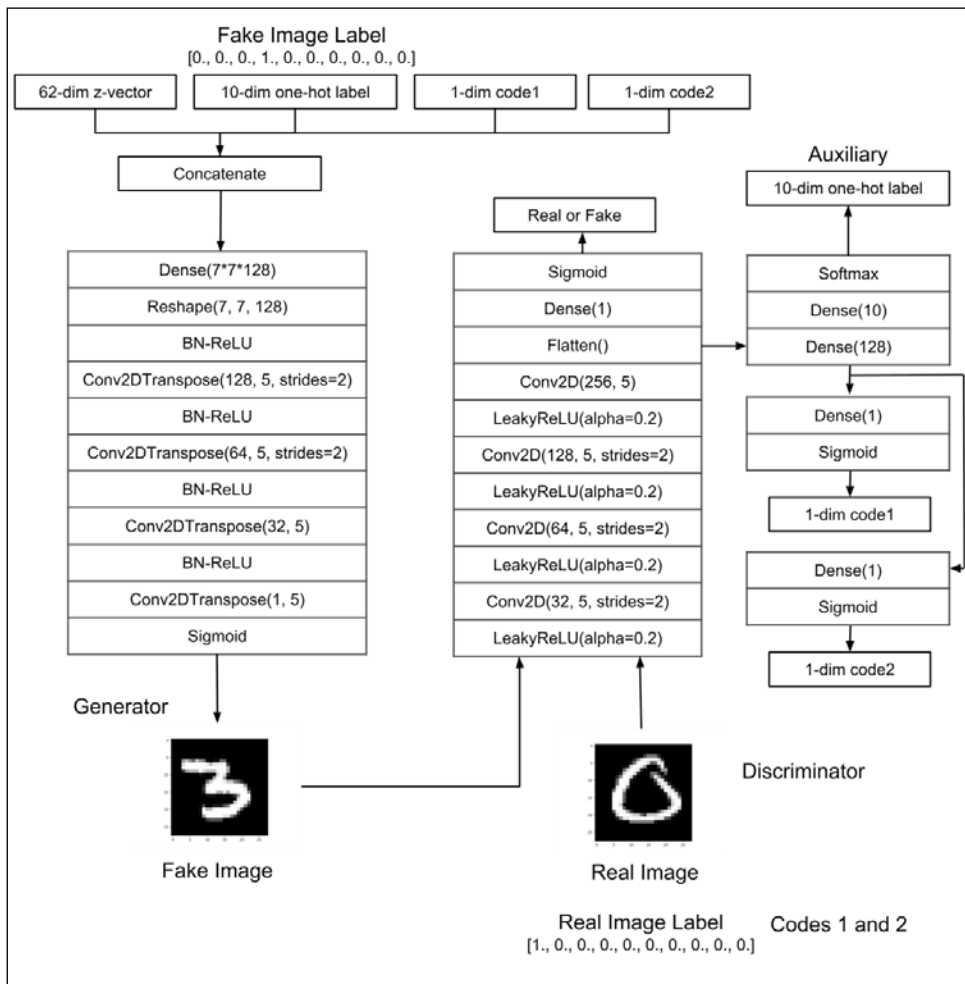 Fake Image Label
[0., 0., 0., 1., 0., 0., 0., 0., 0., 0.]
62-dim z-vector
10-dim one-hot label
1-dim code1
1-dim code2
Concatenate
Dense(7*7*128)
Reshape(7, 7, 128)
BN-ReLU
Conv2DTranspose(128, 5, strides=2)
BN-ReLU
Conv2DTranspose(64, 5, strides=2)
BN-ReLU
Conv2DTranspose(32, 5)
BN-ReLU
Conv2DTranspose(1, 5)
Sigmoid
Generator
Fake Image
Real or Fake
Sigmoid
Dense(1)
Flatten()
Conv2D(256, 5)
LeakyReLU(alpha=0.2)
Conv2D(128, 5, strides=2)
LeakyReLU(alpha=0.2)
Conv2D(64, 5, strides=2)
LeakyReLU(alpha=0.2)
Conv2D(32, 5, strides=2)
LeakyReLU(alpha=0.2)
Discriminator
Real Image
Real Image Label
[1., 0., 0., 0., 0., 0., 0., 0., 0., 0.]
Codes 1 and 2
Auxiliary
10-dim one-hot label
Softmax
Dense(10)
Dense(128)
Dense(1)
Sigmoid
1-dim code1
Dense(1)
Sigmoid
1-dim code2